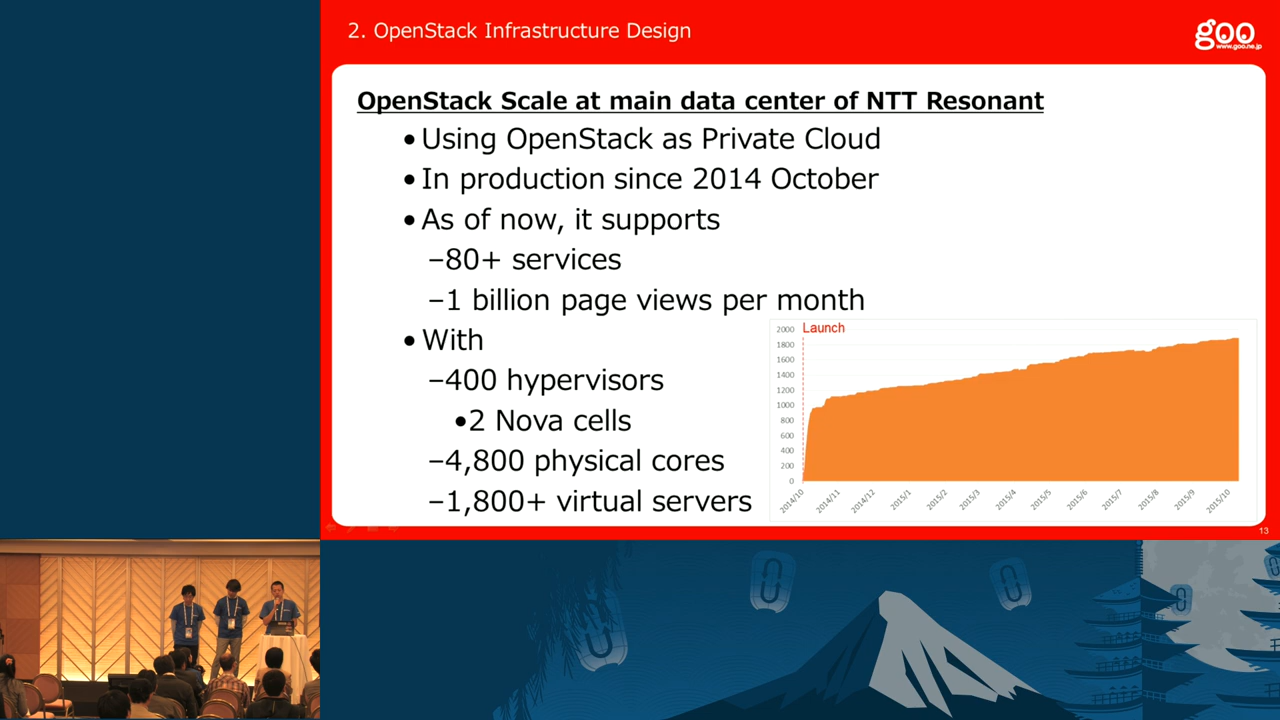 2. OpenStack Infrastructure Design
goo
www.goo.ne.jp
OpenStack Scale at main data center of NTT Resonant
•Using OpenStack as Private Cloud
•In production since 2014 October
•As of now, it supports
–80+ services
–1 billion page views per month
•With
–400 hypervisors
•2 Nova cells
–4,800 physical cores
–1,800+ virtual servers
Launch
2000
1800
1600
1400
1200
1000
800
600
400
200
0
2014/10
2014/11
2014/12
2015/1
2015/2
2015/3
2015/4
2015/5
2015/6
2015/7
2015/8
2015/9
2015/10
13